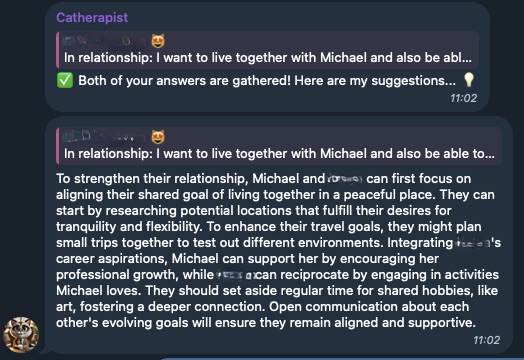 Catherapist
In relationship: I want to live together with Michael and also be abl...
✅ Both of your answers are gathered! Here are my suggestions... 💡
11:02
In relationship: I want to live together with Michael and also be able to...
To strengthen their relationship, Michael and can first focus on
aligning their shared goal of living together in a peaceful place. They can
start by researching potential locations that fulfill their desires for
tranquility and flexibility. To enhance their travel goals, they might plan
small trips together to test out different environments. Integrating 's
career aspirations, Michael can support her by encouraging her
professional growth, while can reciprocate by engaging in activities
Michael loves. They should set aside regular time for shared hobbies, like
art, fostering a deeper connection. Open communication about each
other's evolving goals will ensure they remain aligned and supportive.
11:02